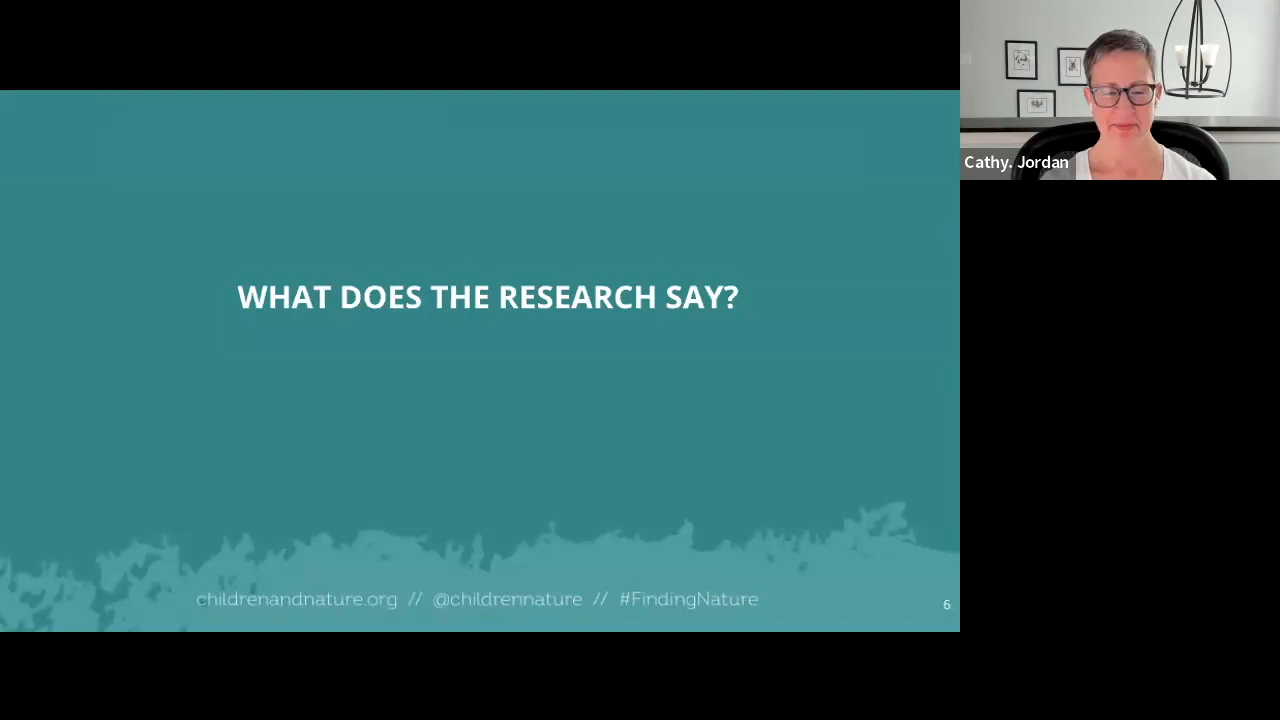 WHAT DOES THE RESEARCH SAY?
childrenandnature.org // @childrennature // #FindingNature
6
Cathy. Jordan